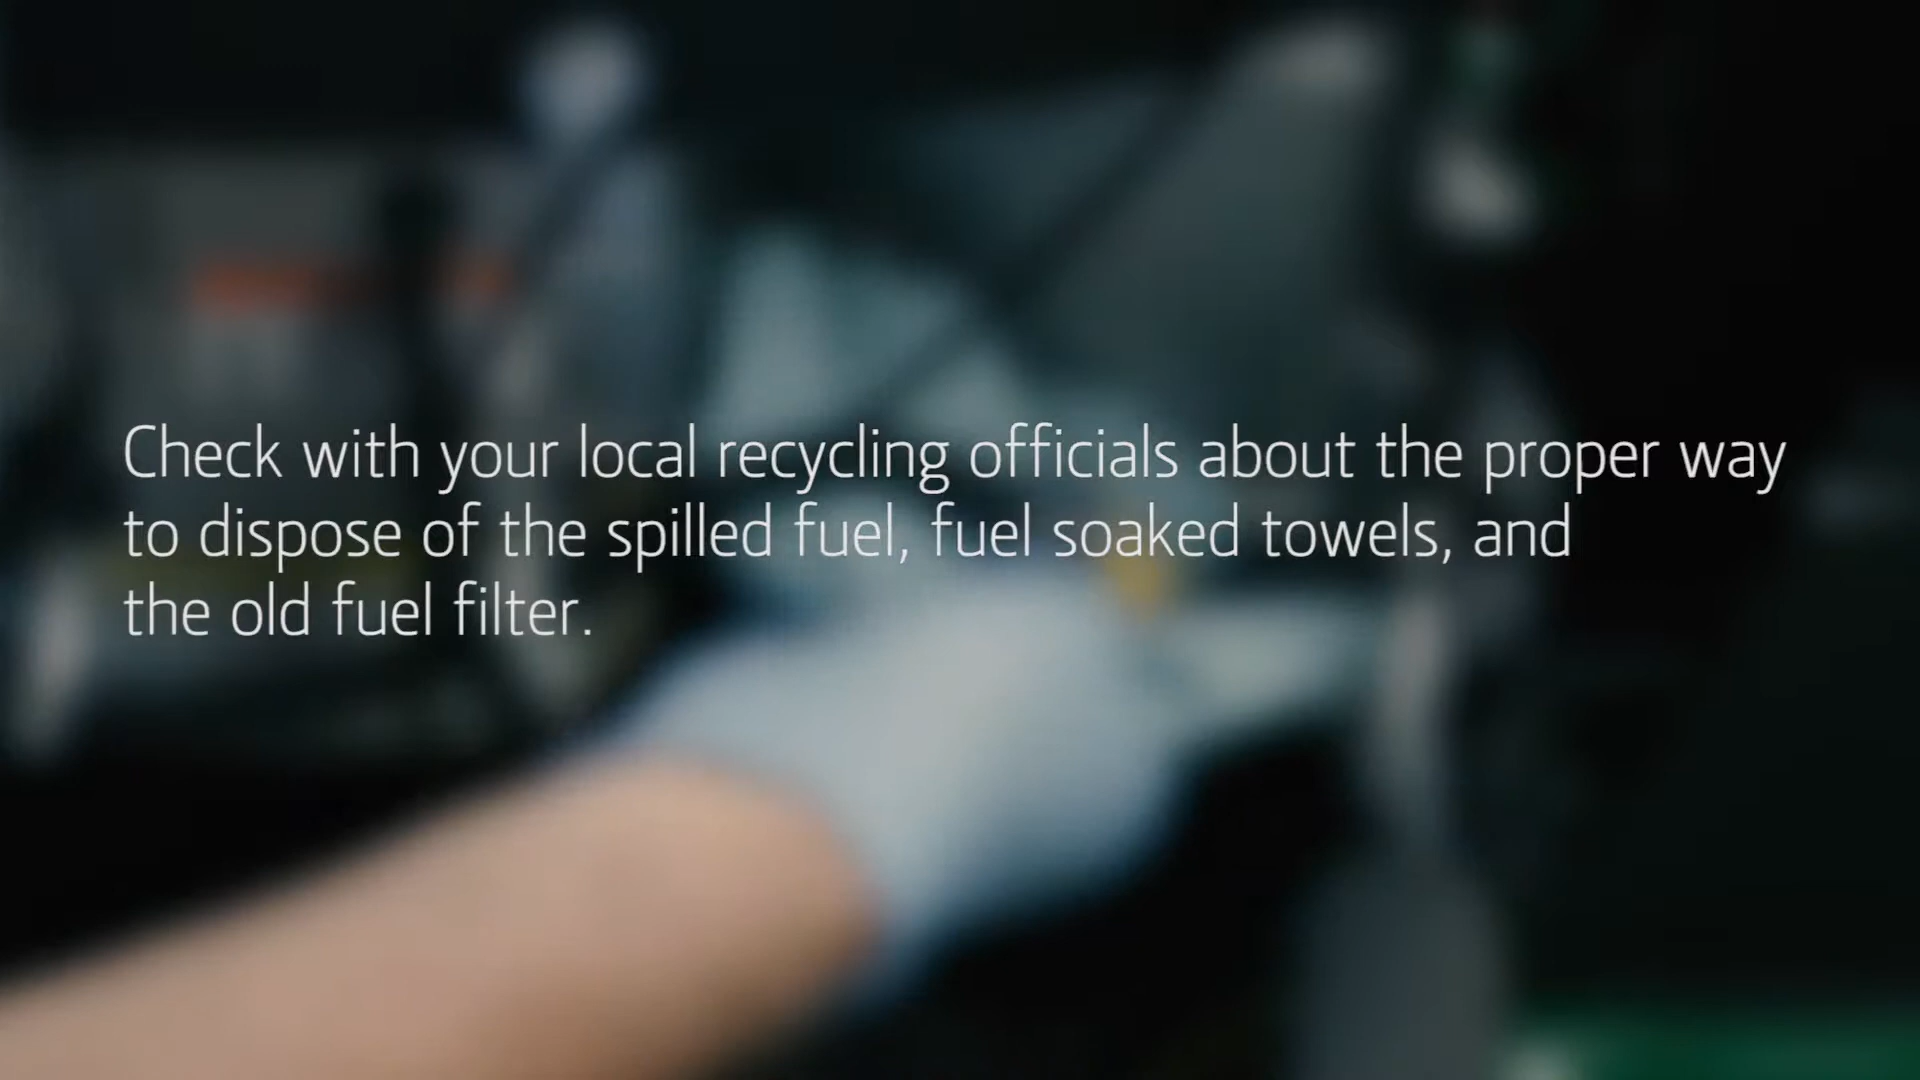 Check with your local recycling officials about the proper way
to dispose of the spilled fuel, fuel soaked towels, and
the old fuel filter.